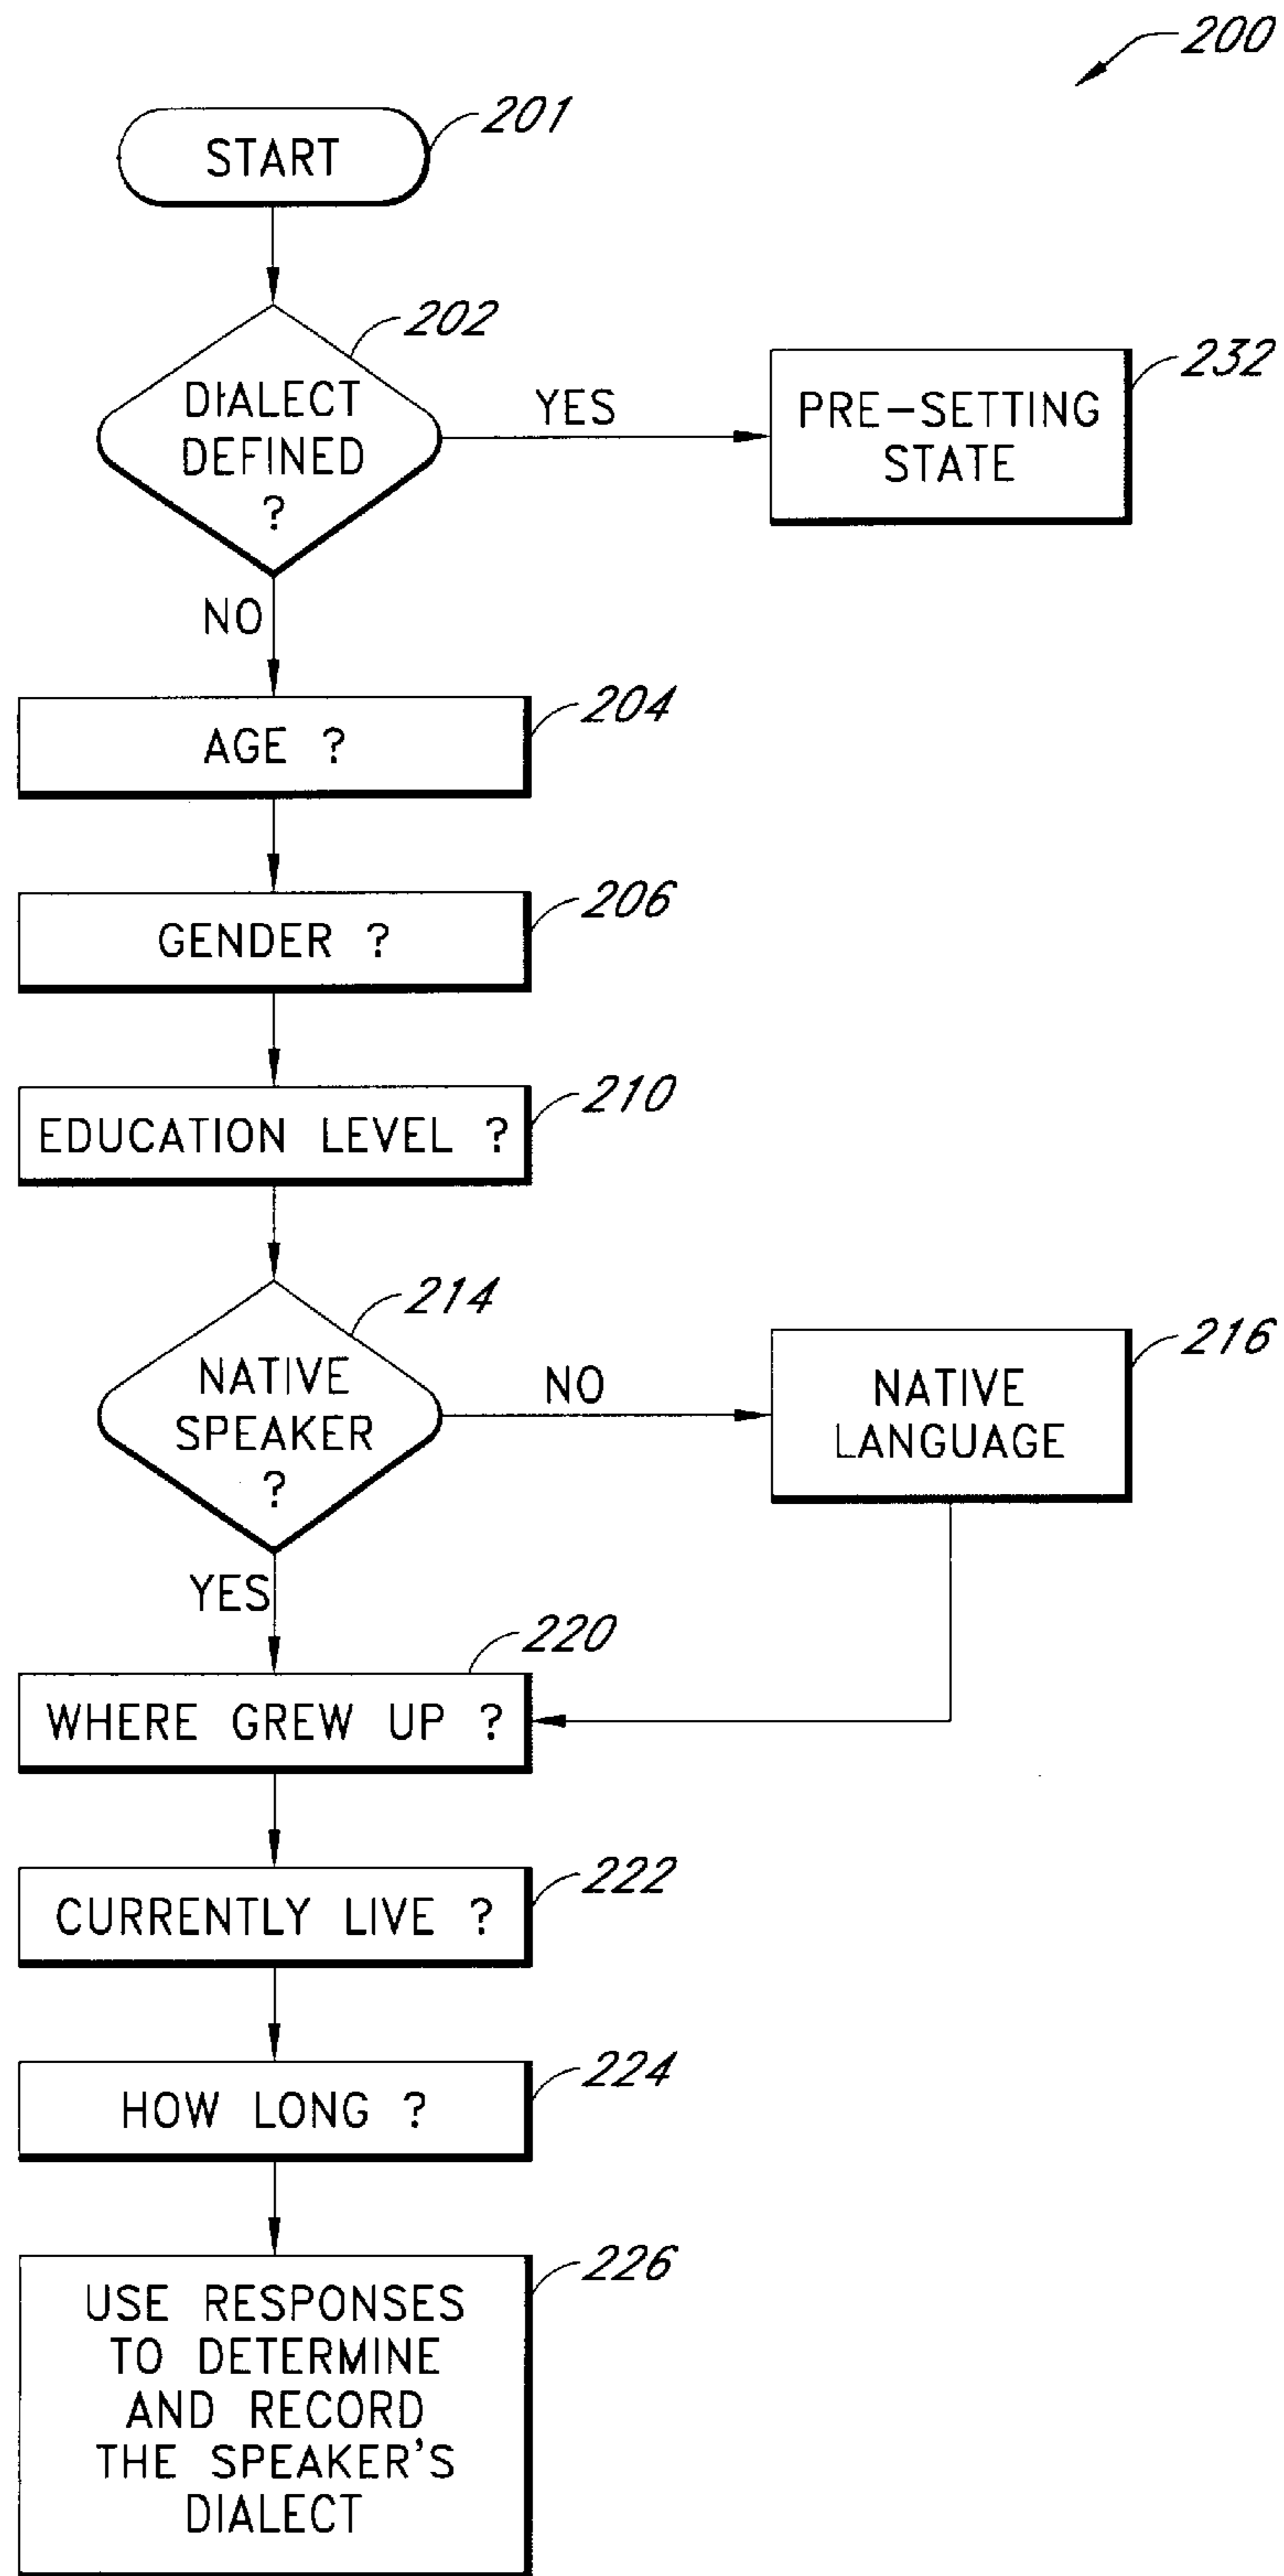 200
START
201
DIALECT
DEFINED
?
202
YES
PRE-SETTING
STATE
232
NO
AGE ?
204
GENDER ?
206
EDUCATION LEVEL ?
210
NATIVE
SPEAKER
?
214
NO
NATIVE
LANGUAGE
216
YES
WHERE GREW UP ?
220
CURRENTLY LIVE ?
222
HOW LONG ?
224
USE RESPONSES
TO DETERMINE
AND RECORD
THE SPEAKER'S
DIALECT
226